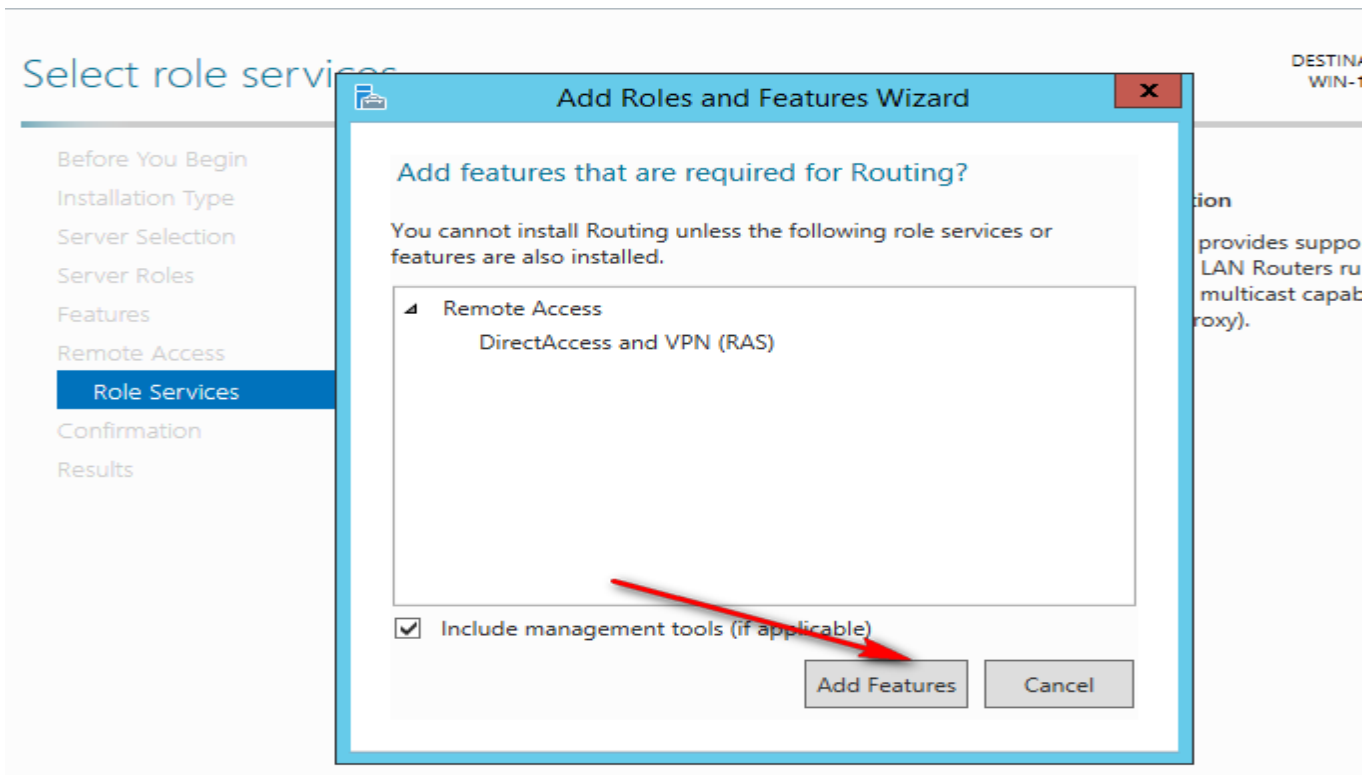 Select role services
DESTINA
WIN-1
Add Roles and Features Wizard
x
Before You Begin
Installation Type
Server Selection
Server Roles
Features
Remote Access
Role Services
Confirmation
Results
Add features that are required for Routing?
You cannot install Routing unless the following role services or
features are also installed.
Remote Access
DirectAccess and VPN (RAS)
Include management tools (if applicable)
Add Features
Cancel
tion
provides suppo
LAN Routers ru
multicast capab
roxy).